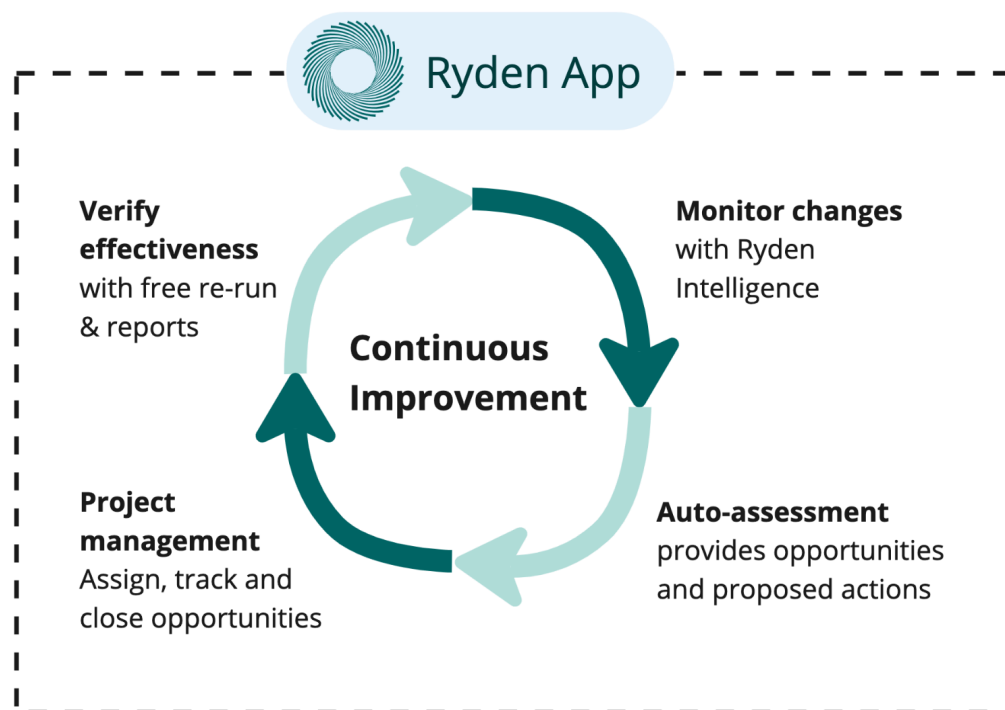 Ryden App
Verify
effectiveness
with free re-run
& reports
Monitor changes
with Ryden
Intelligence
Continuous
Improvement
Project
management
Assign, track and
close opportunities
Auto-assessment
provides opportunities
and proposed actions